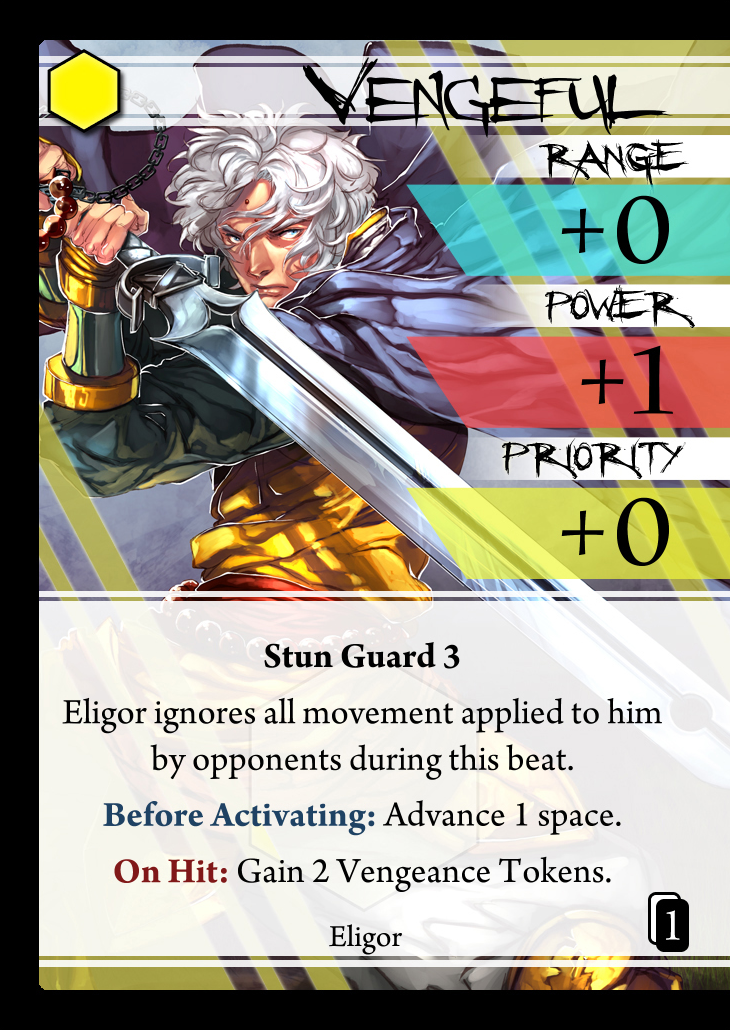 VENGEFUL
RANGE
+0
POWER
+1
PRIORITY
+0
Stun Guard 3
Eligor ignores all movement applied to him
by opponents during this beat.
Before Activating: Advance 1 space.
On Hit: Gain 2 Vengeance Tokens.
Eligor
1